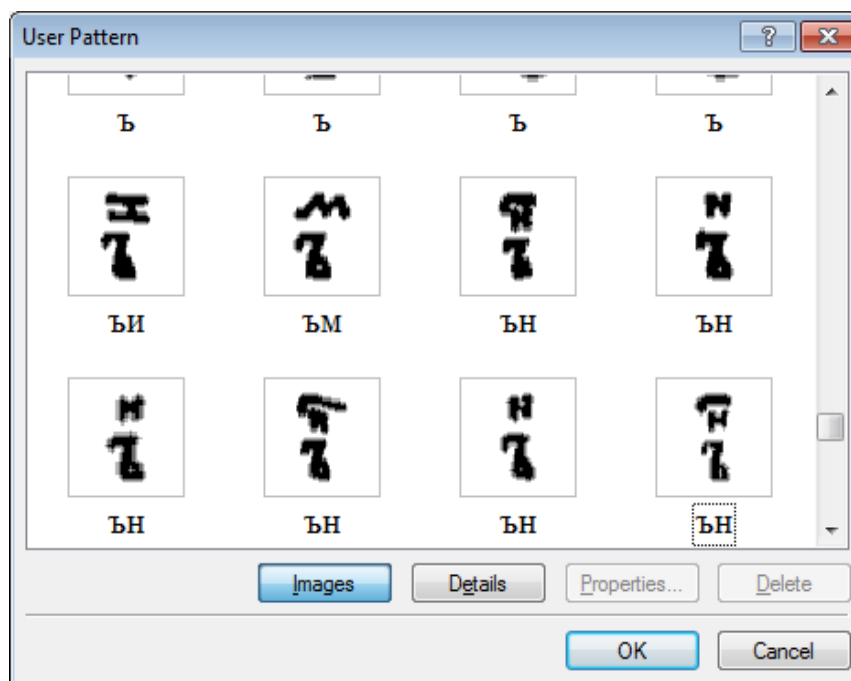 User Pattern
Ъ Ъ Ъ Ъ
ЪИ ЪМ ЪН ЪН
ЪН ЪН ЪН ЪН
Images Details Properties... Delete
OK Cancel